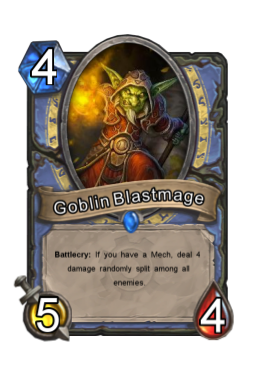 4
Goblin Blastmage
Battlecry: If you have a Mech, deal 4
damage randomly split among all
enemies.
5
4